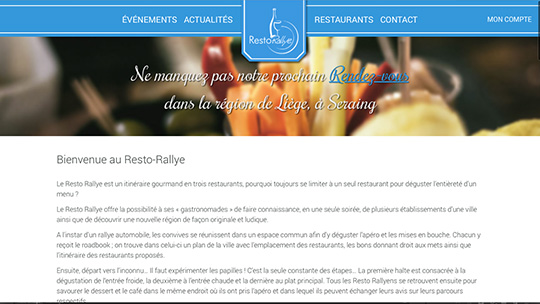 ÉVÉNEMENTS ACTUALITÉS RESTAURANTS CONTACT MON COMPTE
Resto rallye
Ne manquez pas notre prochain Rendez-vous
dans la région de Liège, à Seraing
Bienvenue au Resto-Rallye
Le Resto Rallye est un itinéraire gourmand en trois restaurants, pourquoi toujours se limiter à un seul restaurant pour déguster l'entièreté d'un
menu ?
Le Resto Rallye offre la possibilité à ses « gastronomades » de faire connaissance, en une seule soirée, de plusieurs établissements d'une ville
ainsi que de découvrir une nouvelle région de façon originale et ludique.
A l'instar d'un rallye automobile, les convives se réunissent dans un espace commun afin d'y déguster l'apéro et les mises en bouche. Chacun y
reçoit le roadbook ; on trouve dans celui-ci un plan de la ville avec l'emplacement des restaurants, les bons donnant droit aux mets ainsi que
l'itinéraire des restaurants proposés.
Ensuite, départ vers l'inconnu... Il faut expérimenter les papilles ! C'est la seule constante des étapes... La première halte est consacrée à la
dégustation de l'entrée froide, la deuxième à l'entrée chaude et la dernière au plat principal. Tous les Resto Rallyens se retrouvent ensuite pour
savourer le dessert et le café dans le même endroit où ils ont pris l'apéro et dans lequel ils peuvent échanger leurs avis sur leurs parcours
respectifs.